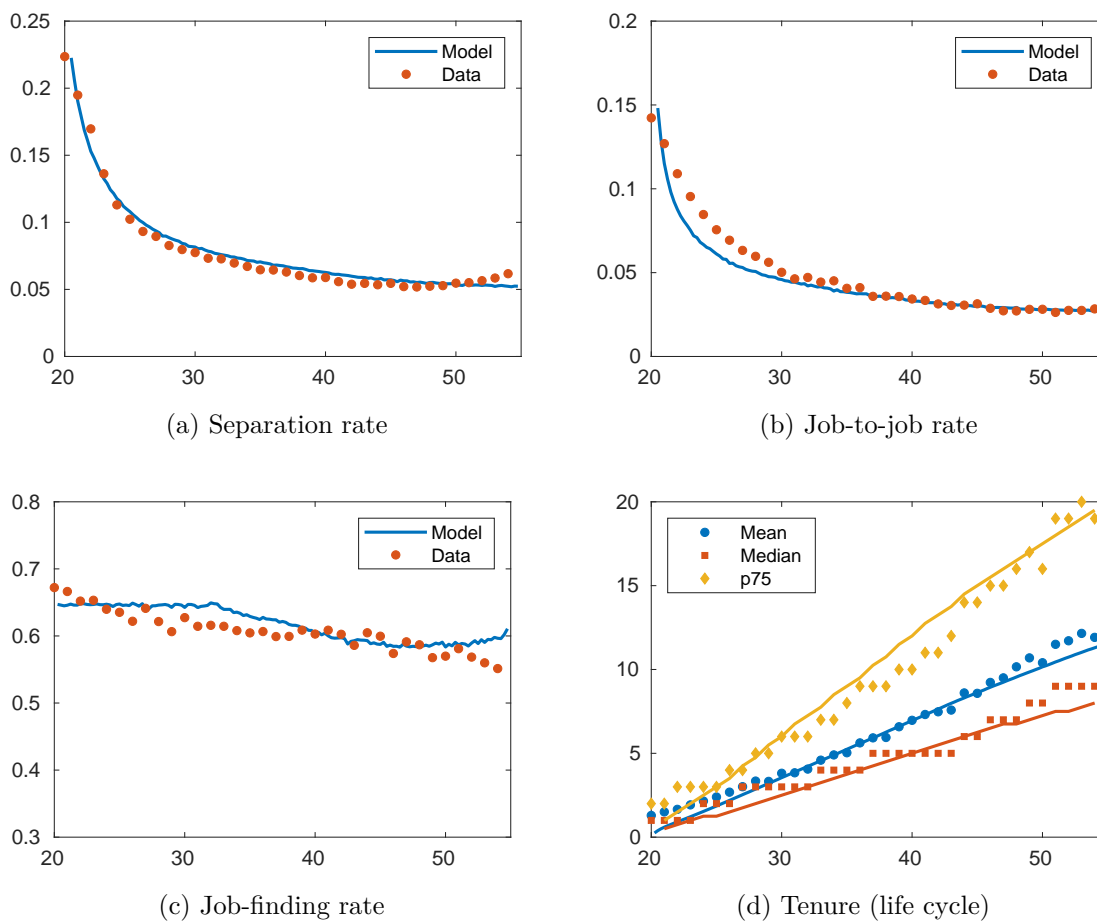 0.25
0.2
0.15
0.1
0.05
0
20
30
40
50
Model
Data
(a) Separation rate
0.2
0.15
0.1
0.05
0
20
30
40
50
Model
Data
(b) Job-to-job rate
0.8
0.7
0.6
0.5
0.4
0.3
20
30
40
50
Model
Data
(c) Job-finding rate
20
15
10
5
0
20
30
40
50
Mean
Median
p75
(d) Tenure (life cycle)